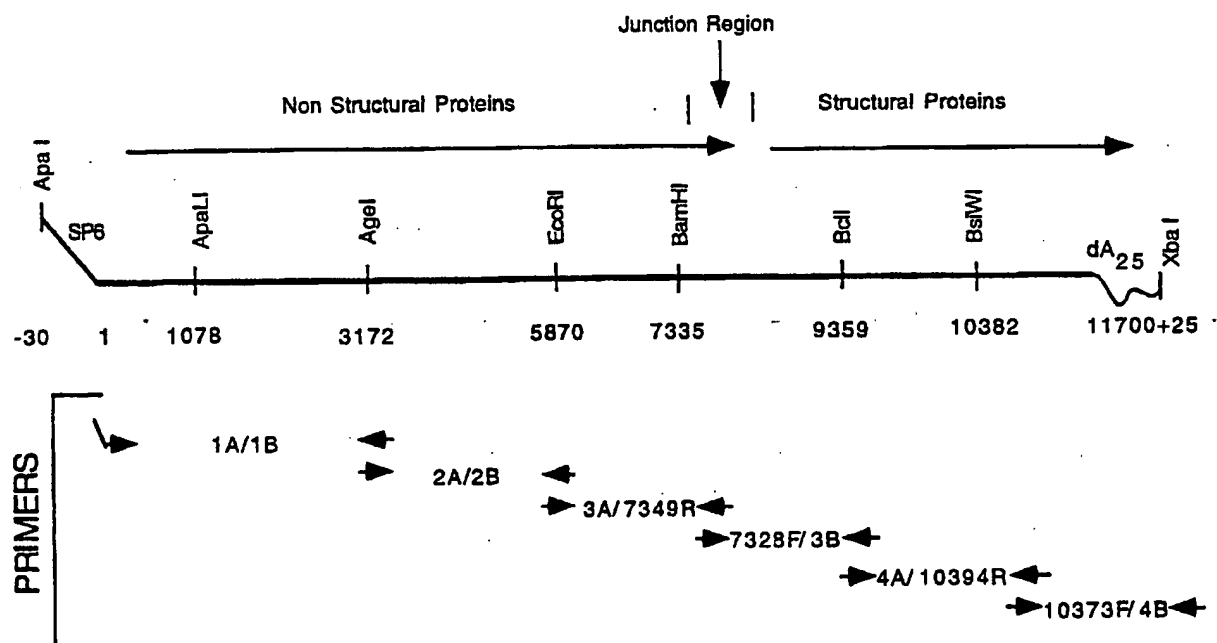 Junction Region
Non Structural Proteins
Structural Proteins
Apa I
SP6
ApaLI
AgeI
EcoRI
BamHI
BclI
BsiWI
dA25
Xba I
-30 1 1078 3172 5870 7335 9359 10382 11700+25
PRIMERS
1A/1B
2A/2B
3A/7349R
7328F/3B
4A/10394R
10373F/4B